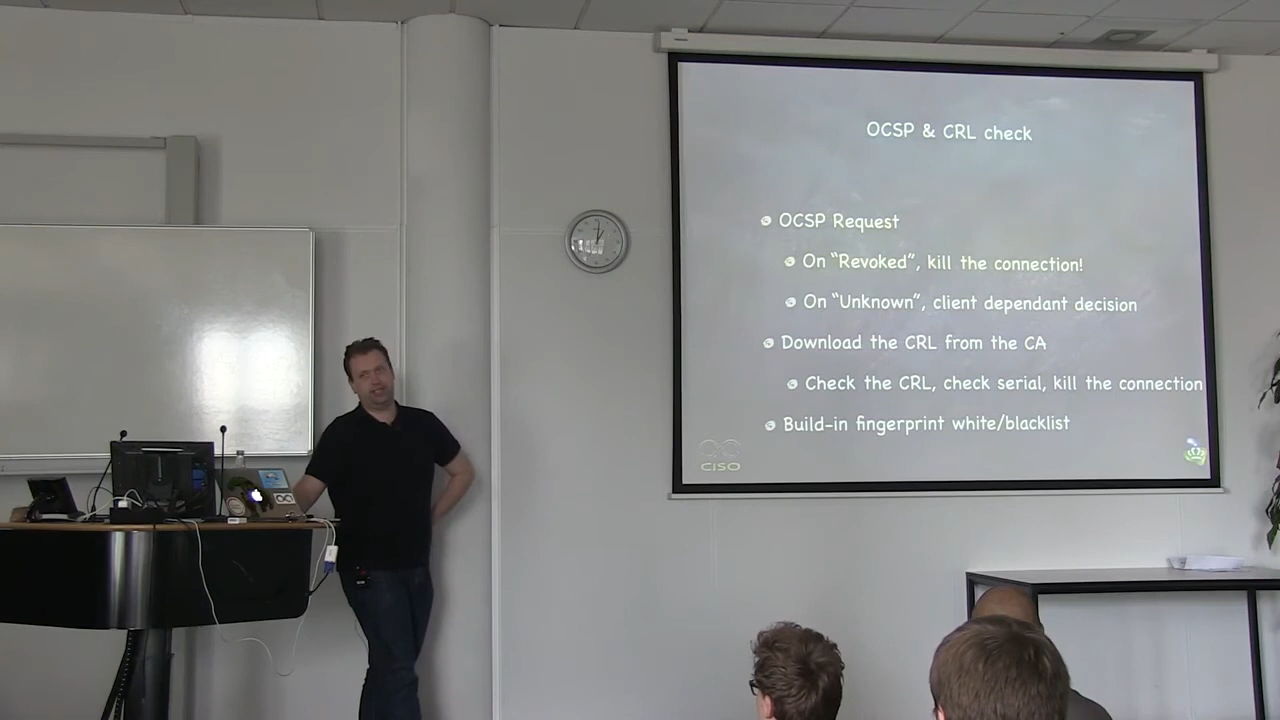 OCSP & CRL check
OCSP Request
On "Revoked", kill the connection!
On "Unknown", client dependant decision
Download the CRL from the CA
Check the CRL, check serial, kill the connection
Build-in fingerprint white/blacklist
CISO